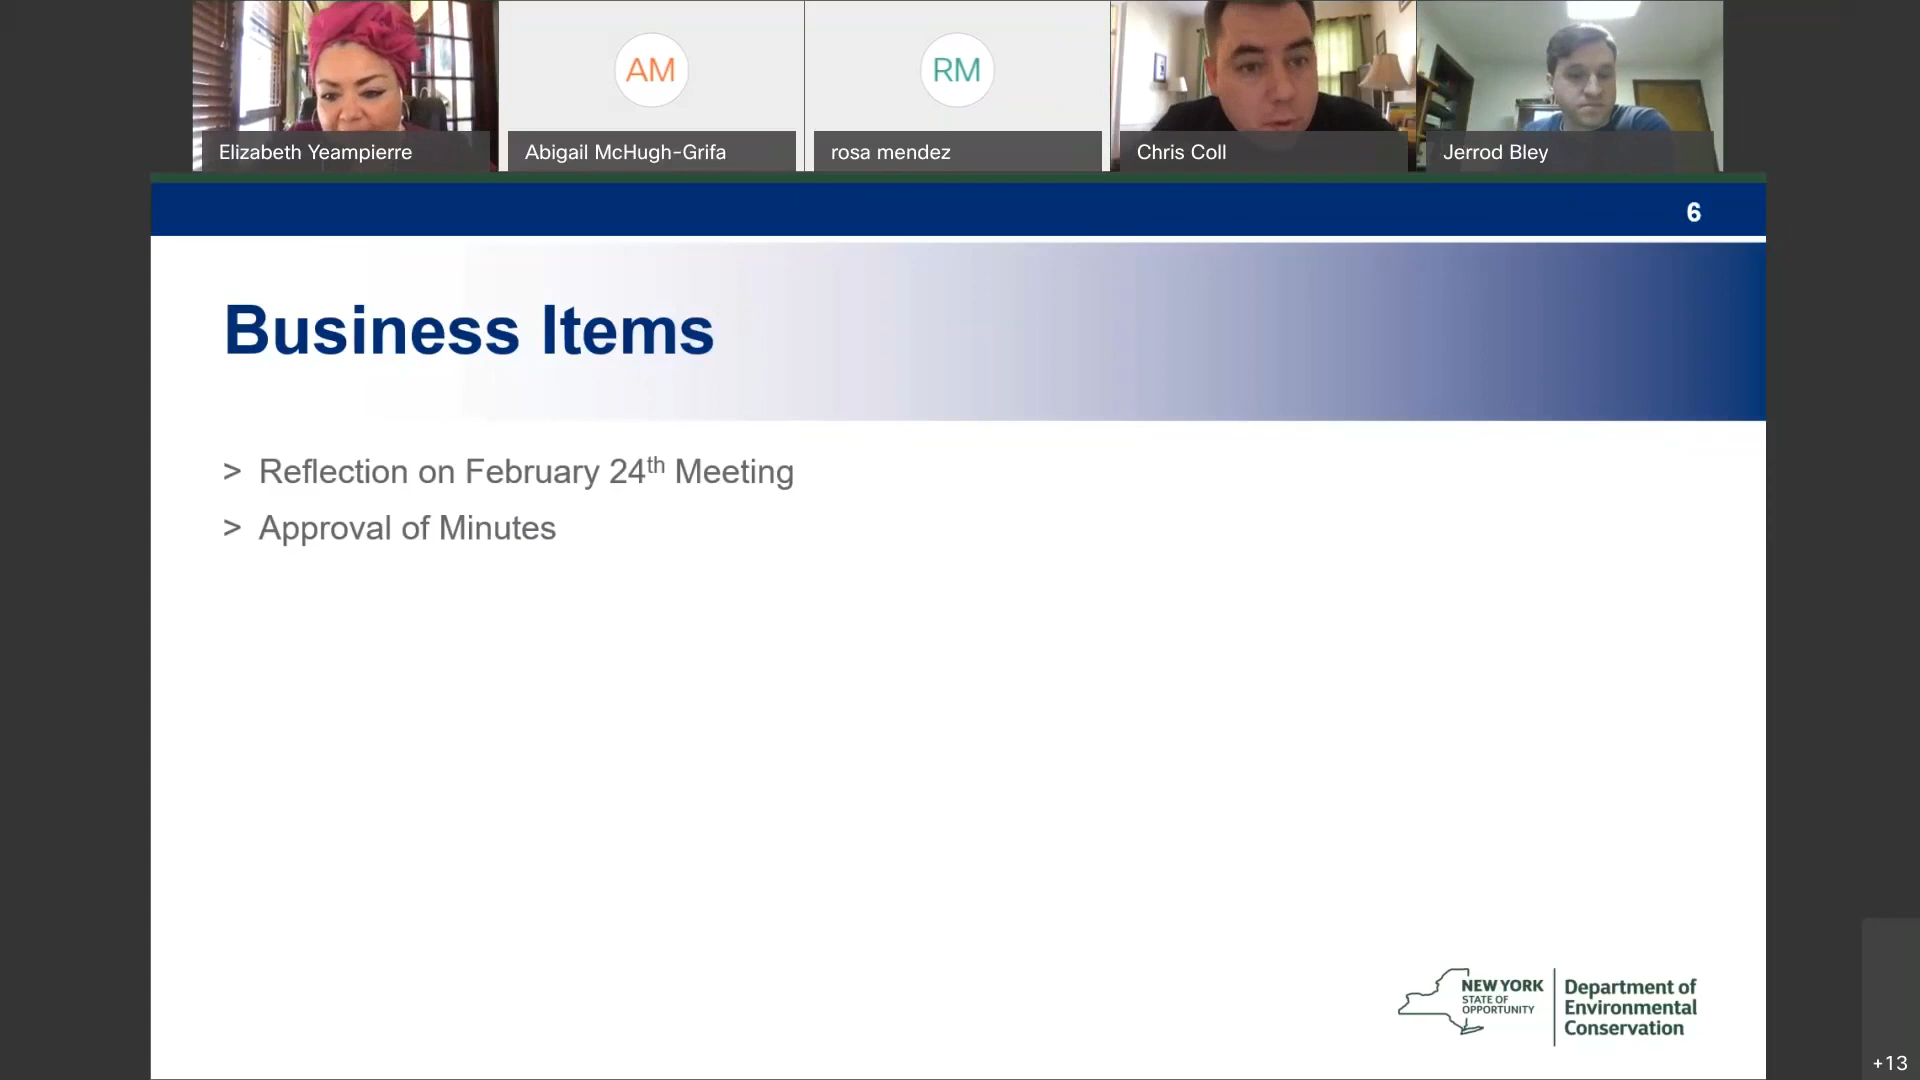 Elizabeth Yeampierre
AM
Abigail McHugh-Grifa
RM
rosa mendez
Chris Coll
Jerrod Bley
6
Business Items
> Reflection on February 24th Meeting
> Approval of Minutes
NEW YORK
STATE OF
OPPORTUNITY
Department of
Environmental
Conservation
+13